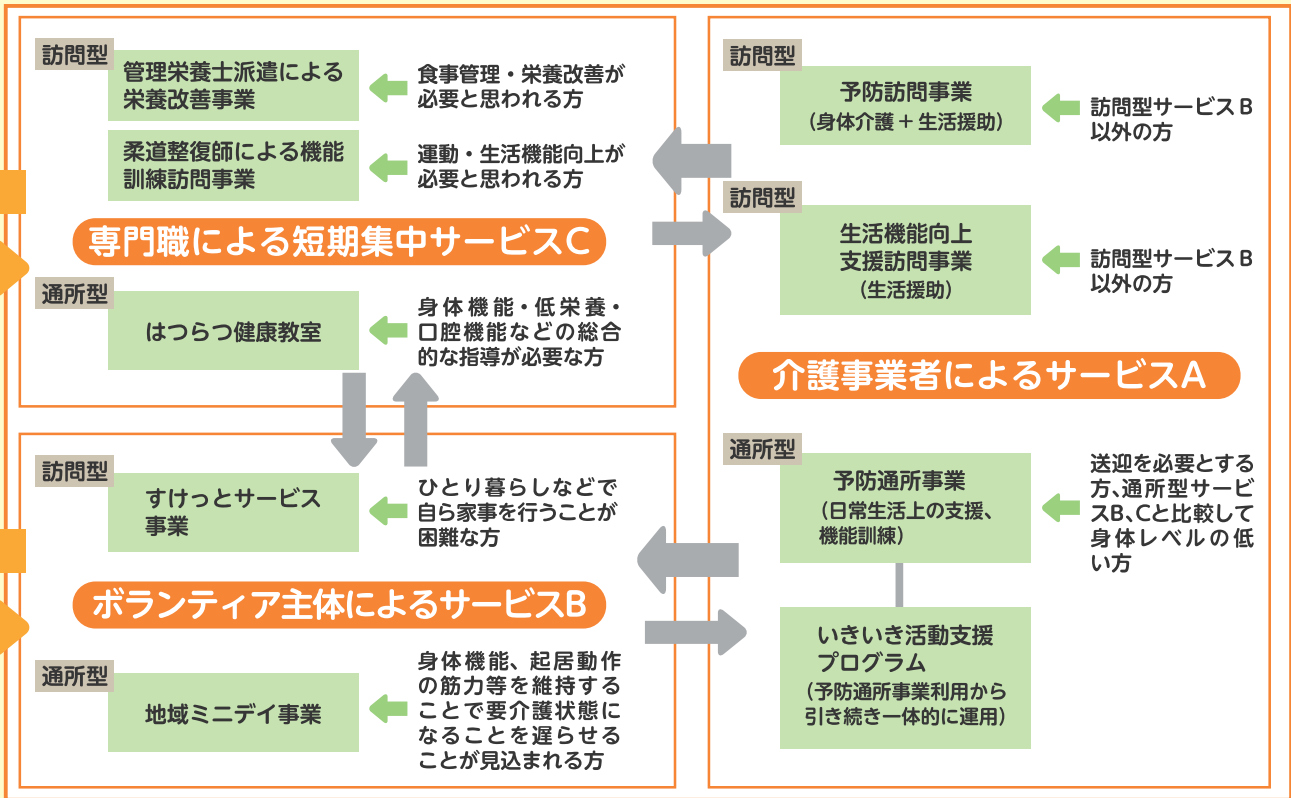 訪問型
管理栄養士派遣による
栄養改善事業
食事管理・栄養改善が
必要と思われる方
柔道整復師による機能
訓練訪問事業
運動・生活機能向上が
必要と思われる方
専門職による短期集中サービスC
通所型
はつらつ健康教室
身体機能・低栄養・
口腔機能などの総合
的な指導が必要な方
訪問型
すけっとサービス
事業
ひとり暮らしなどで
自ら家事を行うことが
困難な方
ボランティア主体によるサービスB
通所型
地域ミニデイ事業
身体機能、起居動作
の筋力等を維持する
ことで要介護状態に
なることを遅らせる
ことが見込まれる方
訪問型
予防訪問事業
（身体介護＋生活援助）
訪問型サービスB
以外の方
訪問型
生活機能向上
支援訪問事業
（生活援助）
訪問型サービスB
以外の方
介護事業者によるサービスA
通所型
予防通所事業
（日常生活上の支援、
機能訓練）
送迎を必要とする
方、通所型サービ
スB、Cと比較して
身体レベルの低
い方
いきいき活動支援
プログラム
（予防通所事業利用から
引き続き一体的に運用）